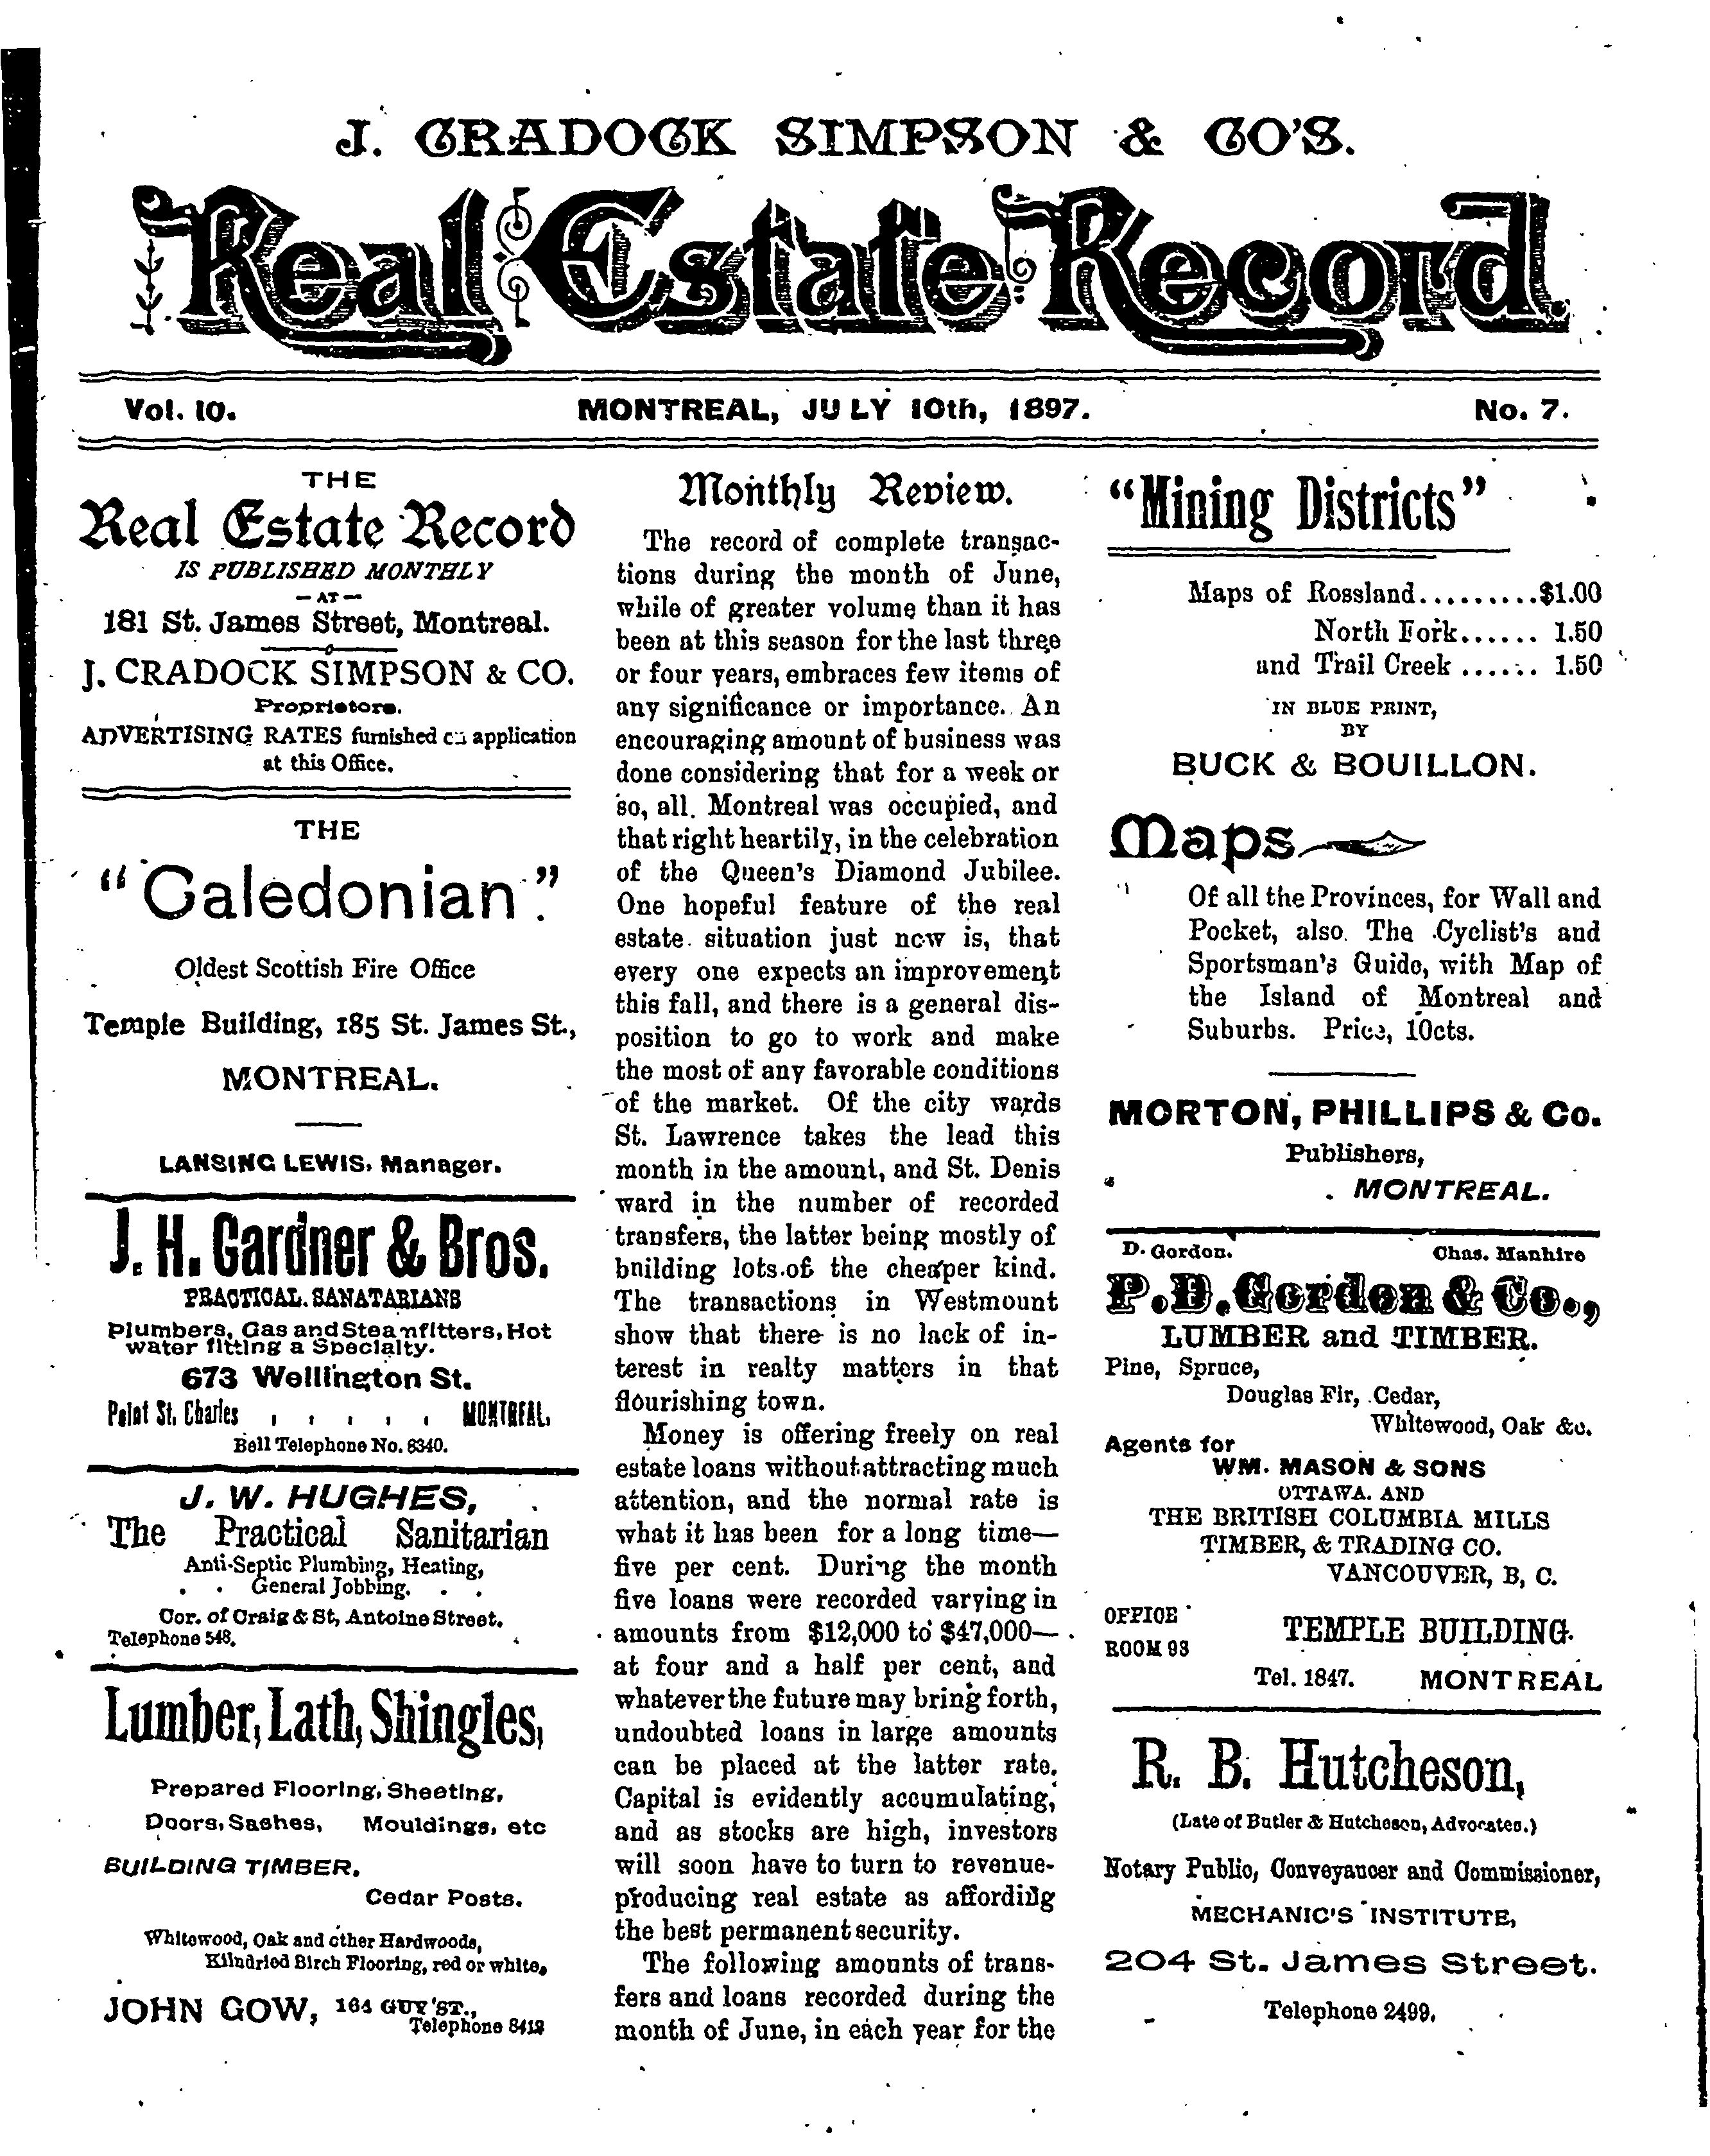 J. CRADOCK SIMPSON & CO'S.
Real Estate Record.
Vol. 10. MONTREAL, JULY 10th, 1897. No. 7.
THE
Real Estate Record
IS PUBLISHED MONTHLY
—AT—
181 St. James Street, Montreal.
J. CRADOCK SIMPSON & CO.
Proprietors.
ADVERTISING RATES furnished on application
at this Office.
THE
"Caledonian."
Oldest Scottish Fire Office
Temple Building, 185 St. James St.,
MONTREAL.
LANSING LEWIS, Manager.
J. H. Gardner & Bros.
PRACTICAL SANATARIANS
Plumbers, Gas and Steamfitters, Hot
water fitting a Specialty.
673 Wellington St.
Point St. Charles , , , , , , MONTREAL.
Bell Telephone No. 8340.
J. W. HUGHES,
The Practical Sanitarian
Anti-Septic Plumbing, Heating,
. . General Jobbing. . .
Cor. of Craig & St, Antoine Street.
Telephone 548.
Lumber, Lath, Shingles,
Prepared Flooring, Sheeting,
Doors, Sashes, Mouldings, etc
BUILDING TIMBER.
Cedar Posts.
Whitewood, Oak and other Hardwoods,
Kilndried Birch Flooring, red or white,
JOHN GOW, 164 GUY ST.,
Telephone
Monthly Review.
The record of complete transac-
tions during the month of June,
while of greater volume than it has
been at this season for the last three
or four years, embraces few items of
any significance or importance. An
encouraging amount of business was
done considering that for a week or
so, all Montreal was occupied, and
that right heartily, in the celebration
of the Queen's Diamond Jubilee.
One hopeful feature of the real
estate situation just now is, that
every one expects an improvement
this fall, and there is a general dis-
position to go to work and make
the most of any favorable conditions
of the market. Of the city wards
St. Lawrence takes the lead this
month in the amount, and St. Denis
ward in the number of recorded
transfers, the latter being mostly of
bnilding lots of the cheaper kind.
The transactions in Westmount
show that there is no lack of in-
terest in realty matters in that
flourishing town.
Money is offering freely on real
estate loans without attracting much
attention, and the normal rate is
what it has been for a long time—
five per cent. During the month
five loans were recorded varying in
amounts from $12,000 to $47,000—
at four and a half per cent, and
whatever the future may bring forth,
undoubted loans in large amounts
can be placed at the latter rate.
Capital is evidently accumulating,
and as stocks are high, investors
will soon have to turn to revenue-
producing real estate as affording
the best permanent security.
The following amounts of trans-
fers and loans recorded during the
month of June, in each year for the
"Mining Districts"
Maps of Rossland.........$1.00
North Fork...... 1.50
and Trail Creek ...... 1.50
IN BLUE PRINT,
BY
BUCK & BOUILLON.
Maps
Of all the Provinces, for Wall and
Pocket, also The Cyclist's and
Sportsman's Guide, with Map of
the Island of Montreal and
Suburbs. Price, 10cts.
MORTON, PHILLIPS & Co.
Publishers,
MONTREAL.
D. Gordon. Chas. Manhire
P. D. Gordon & Co.,
LUMBER and TIMBER.
Pine, Spruce,
Douglas Fir, Cedar,
Whitewood, Oak &c.
Agents for
WM. MASON & SONS
OTTAWA. AND
THE BRITISH COLUMBIA MILLS
TIMBER, & TRADING CO.
VANCOUVER, B, C.
OFFICE
ROOM 93
TEMPLE BUILDING.
Tel. 1847. MONTREAL
R. B. Hutcheson,
(Late of Butler & Hutcheson, Advocates.)
Notary Public, Conveyancer and Commissioner,
MECHANIC'S INSTITUTE,
204 St. James Street.
Telephone 2499.